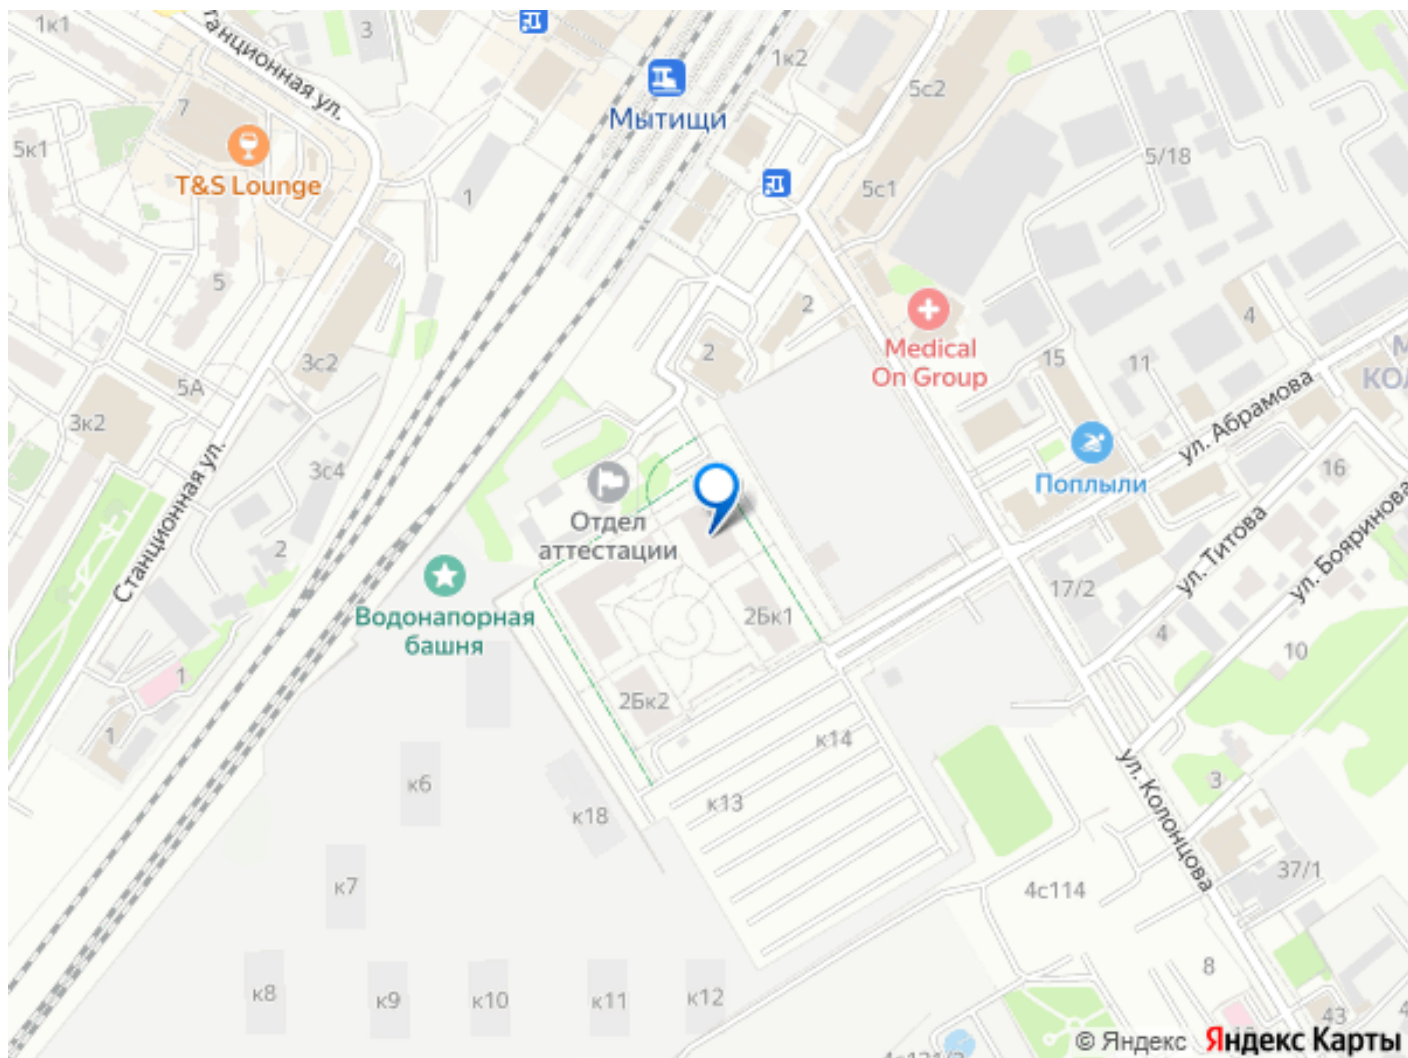 1к1
3
Станционная ул.
7
5к1
T&S Lounge
1
Мытищи
1к2
5с2
5/18
5с1
5
3с2
5А
3к2
2
2
Medical
On Group
15
11
4
ул. Абрамова
Поплыли
16
3с4
2
Станционная ул.
Отдел
аттестации
Водонапорная
башня
17/2
ул. Титова
ул. Бояринова
4
10
2Бк1
2Бк2
1
1
к14
к13
к6
к18
к7
3
ул. Колонцова
37/1
4с114
8
к8
к9
к10
к11
к12
43
© Яндекс
Яндекс Карты